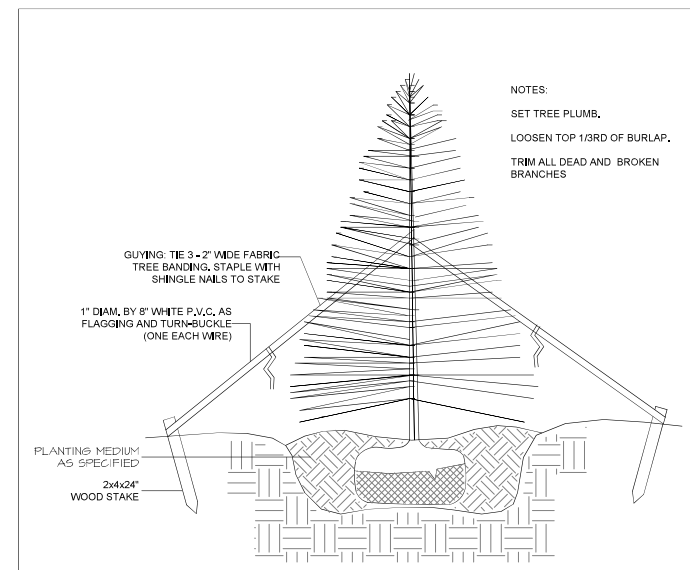 NOTES:
SET TREE PLUMB.
LOOSEN TOP 1/3RD OF BURLAP.
TRIM ALL DEAD AND BROKEN
BRANCHES
GUYING: TIE 3 - 2" WIDE FABRIC
TREE BANDING. STAPLE WITH
SHINGLE NAILS TO STAKE
1" DIAM. BY 8" WHITE P.V.C. AS
FLAGGING AND TURN-BUCKLE
(ONE EACH WIRE)
PLANTING MEDIUM
AS SPECIFIED
2x4x24"
WOOD STAKE